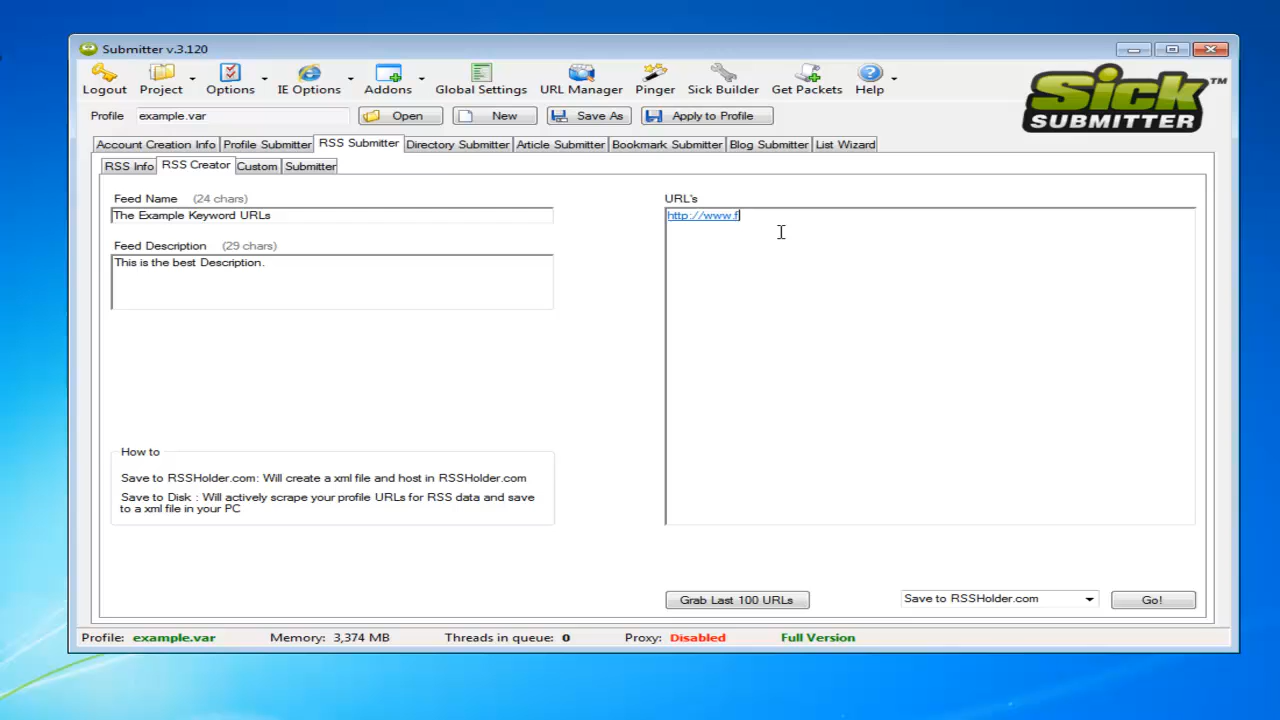 Submitter v.3.120
Logout Project Options IE Options Addons Global Settings URL Manager Pinger Sick Builder Get Packets Help
Sick SUBMITTER TM
Profile example.var Open New Save As Apply to Profile
Account Creation Info Profile Submitter RSS Submitter Directory Submitter Article Submitter Bookmark Submitter Blog Submitter List Wizard
RSS Info RSS Creator Custom Submitter
Feed Name (24 chars) URL's
The Example Keyword URLs http://www.f
Feed Description (29 chars)
This is the best Description.
How to
Save to RSSHolder.com: Will create a xml file and host in RSSHolder.com
Save to Disk : Will actively scrape your profile URLs for RSS data and save
to a xml file in your PC
Grab Last 100 URLs Save to RSSHolder.com Go!
Profile: example.var Memory: 3,374 MB Threads in queue: 0 Proxy: Disabled Full Version